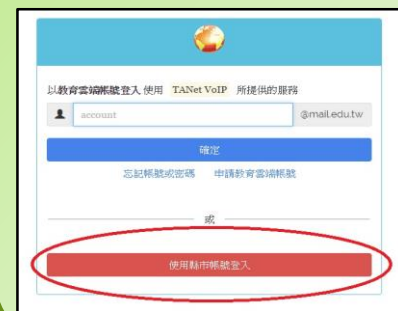 以教育雲端帳號登入 使用 TANet VoIP 所提供的服務
account @mail.edu.tw
確定
忘記帳號或密碼 申請教育雲端帳號
或
使用縣市帳號登入